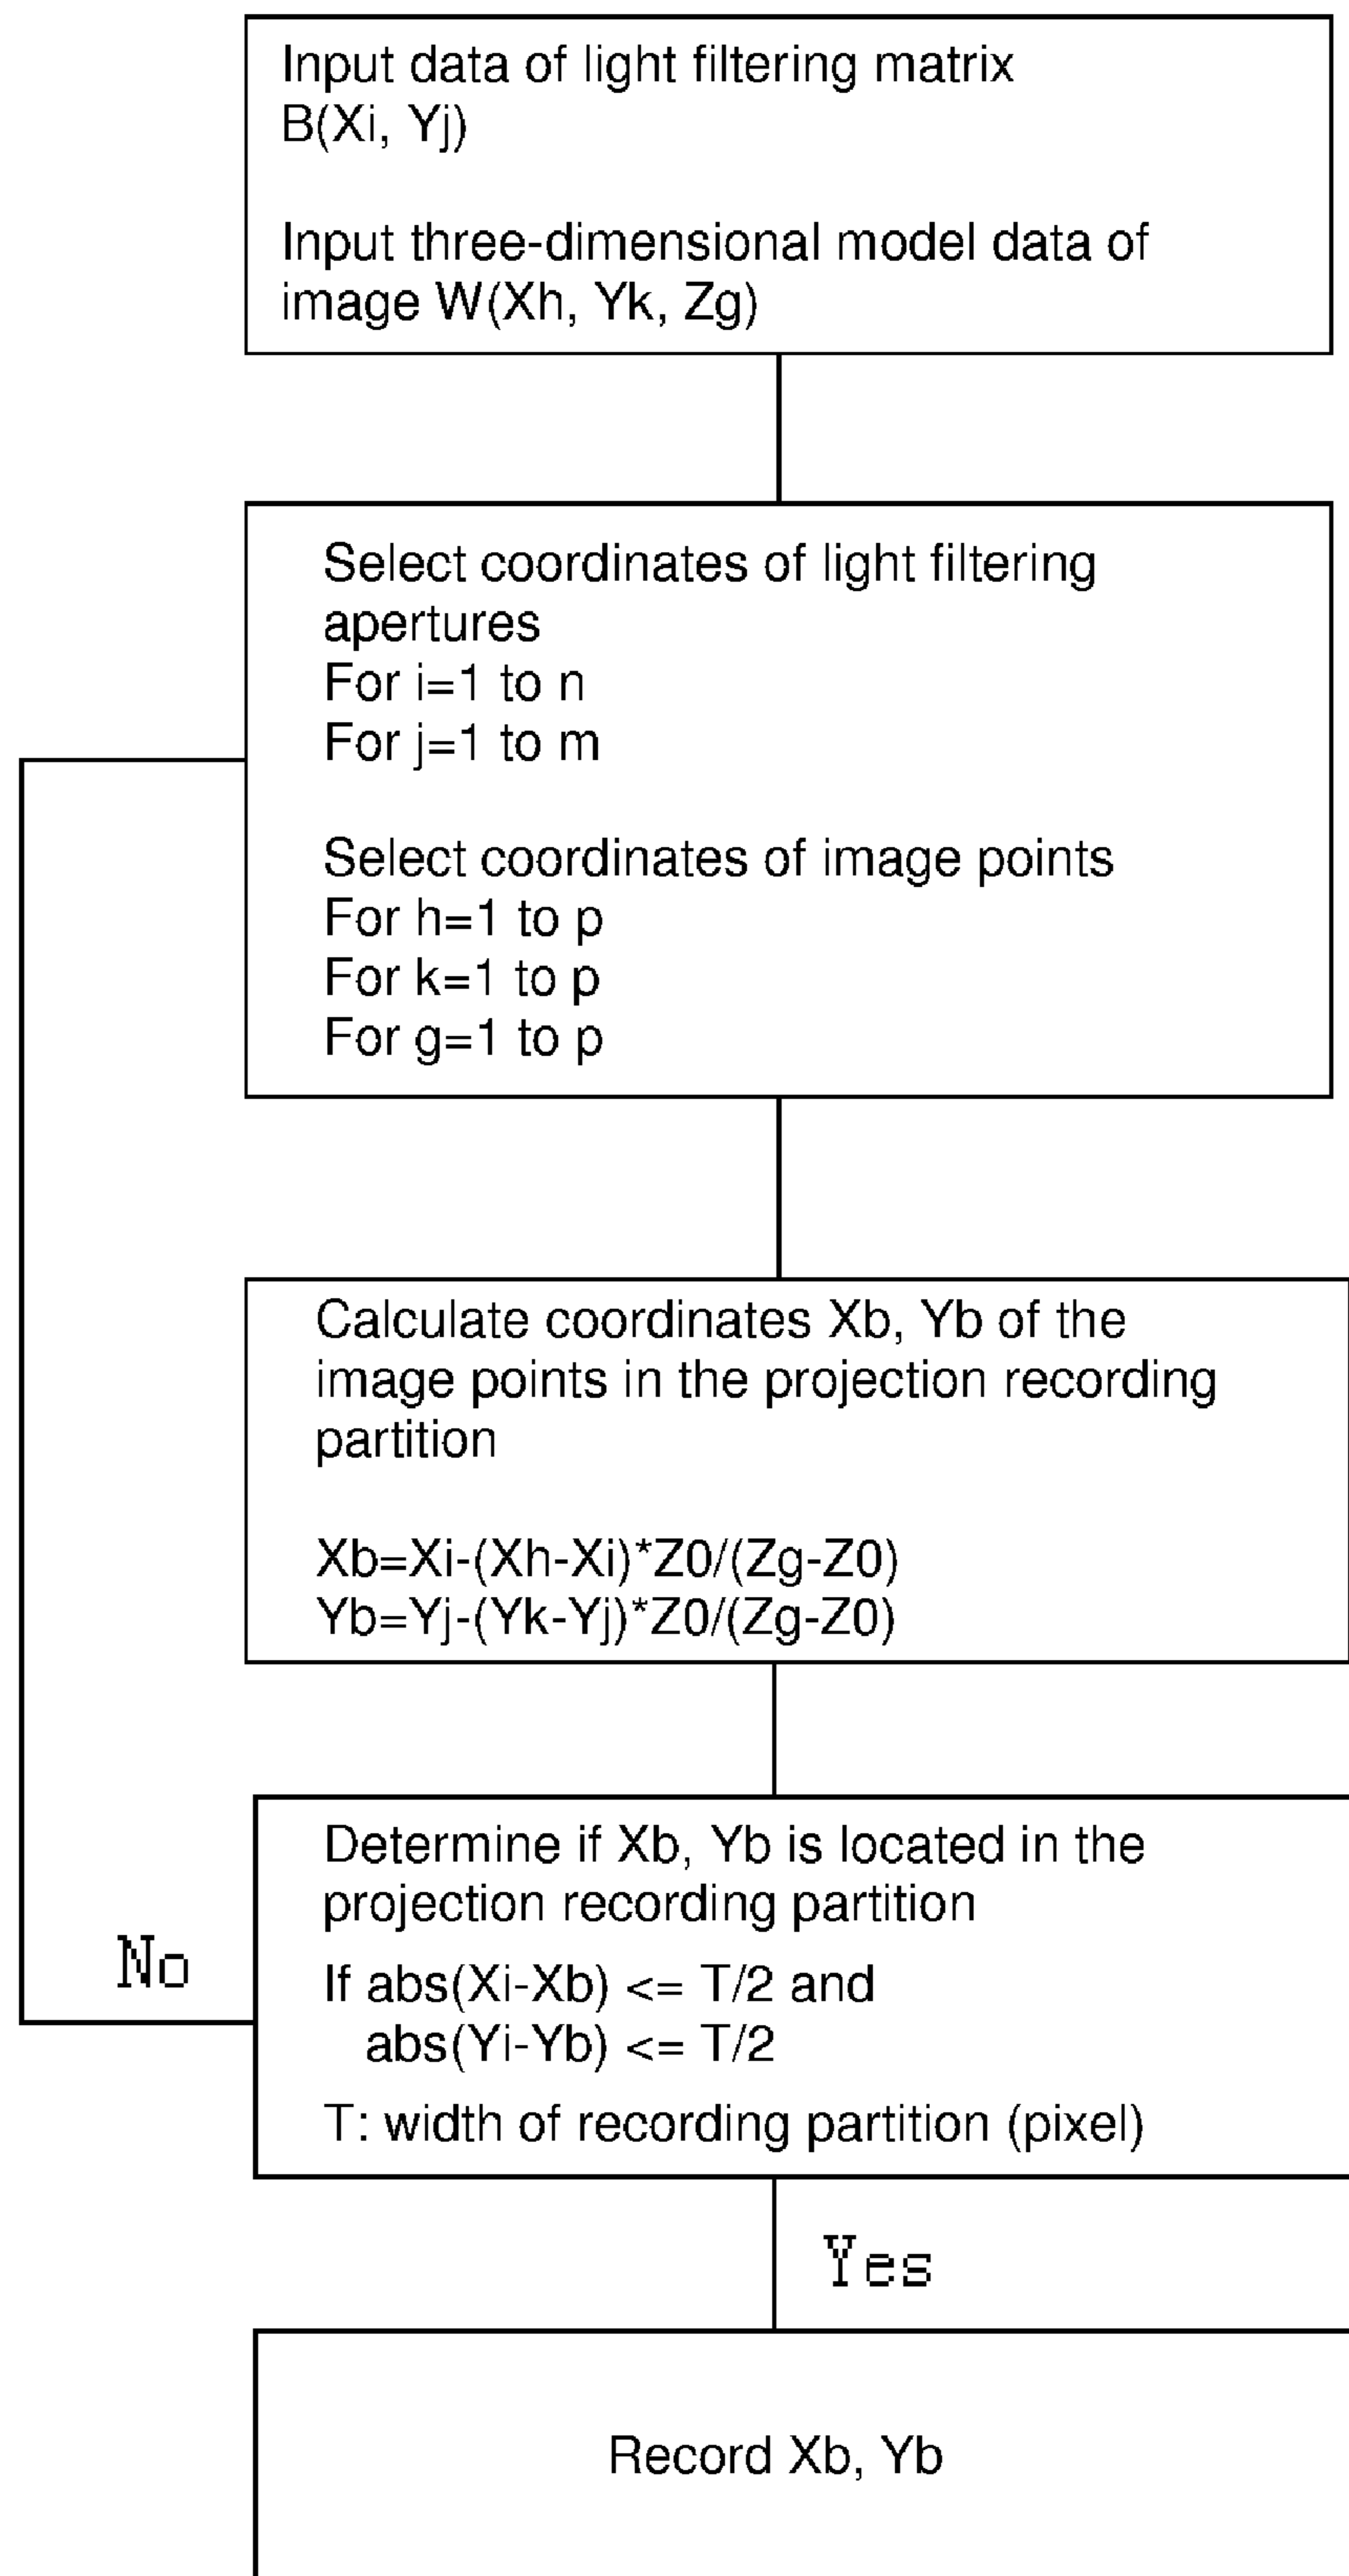 Input data of light filtering matrix
B(Xi, Yj)
Input three-dimensional model data of
image W(Xh, Yk, Zg)
Select coordinates of light filtering
apertures
For i=1 to n
For j=1 to m
Select coordinates of image points
For h=1 to p
For k=1 to p
For g=1 to p
Calculate coordinates Xb, Yb of the
image points in the projection recording
partition
Xb=Xi-(Xh-Xi)*Z0/(Zg-Z0)
Yb=Yj-(Yk-Yj)*Z0/(Zg-Z0)
Determine if Xb, Yb is located in the
projection recording partition
If abs(Xi-Xb) <= T/2 and
abs(Yi-Yb) <= T/2
T: width of recording partition (pixel)
No
Yes
Record Xb, Yb